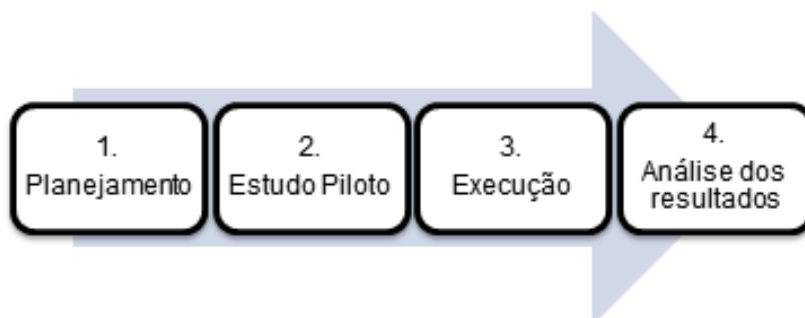 1.
Planejamento
2.
Estudo Piloto
3.
Execução
4.
Análise dos
resultados